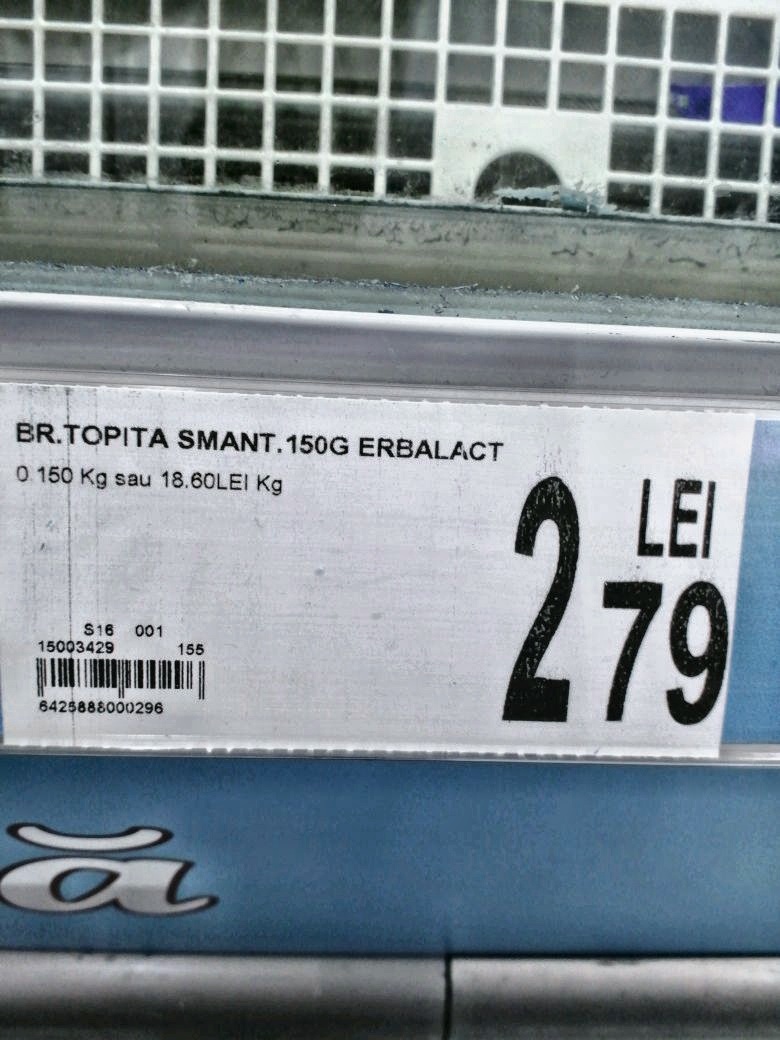 BR.TOPITA SMANT.150G ERBALACT
0.150 Kg sau 18.60LEI Kg
2 LEI
79
S16 001
15003429 155
6425888000296
ă